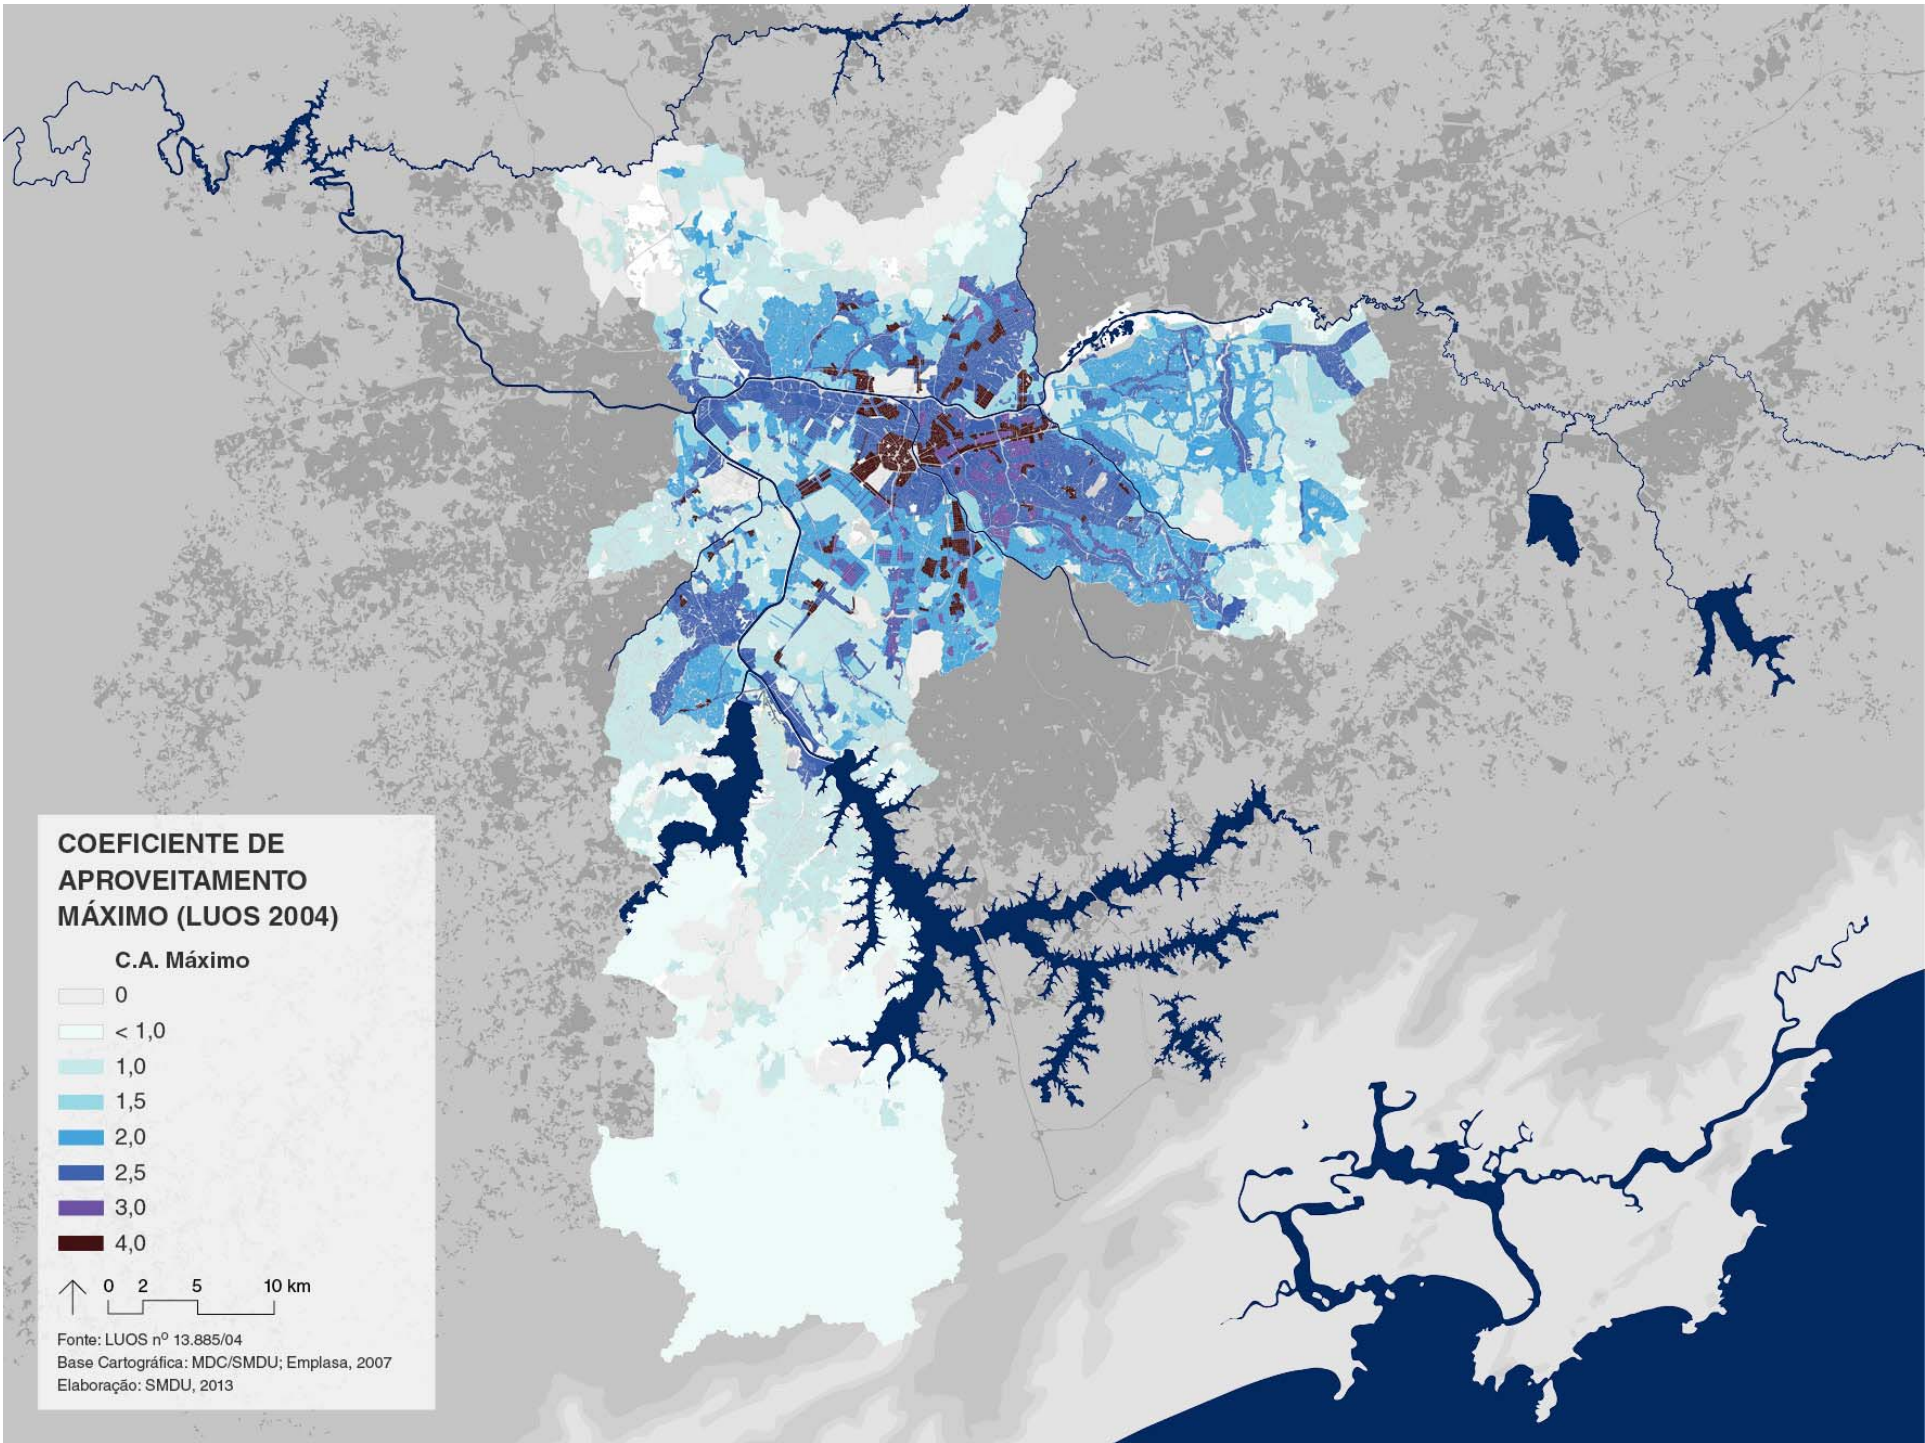 COEFICIENTE DE
APROVEITAMENTO
MÁXIMO (LUOS 2004)
C.A. Máximo
0
< 1,0
1,0
1,5
2,0
2,5
3,0
4,0
0 2 5 10 km
Fonte: LUOS nº 13.885/04
Base Cartográfica: MDC/SMDU; Emplasa, 2007
Elaboração: SMDU, 2013